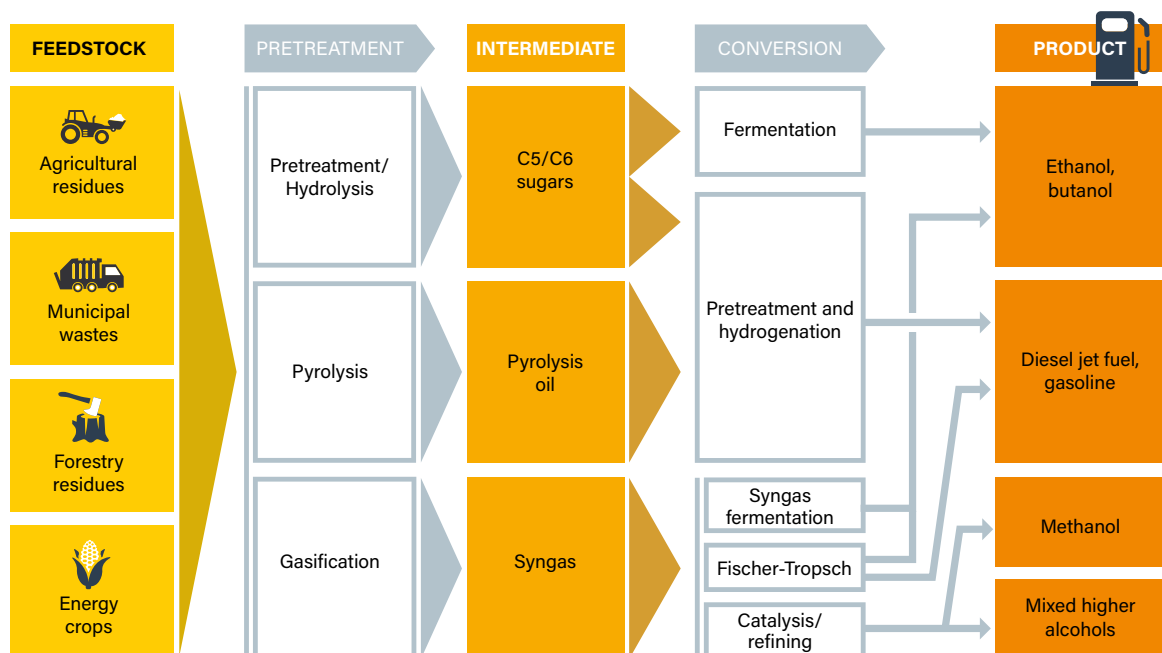 FEEDSTOCK
PRETREATMENT
INTERMEDIATE
CONVERSION
PRODUCT
Agricultural
residues
Municipal
wastes
Forestry
residues
Energy
crops
Pretreatment/
Hydrolysis
Pyrolysis
Gasification
C5/C6
sugars
Pyrolysis
oil
Syngas
Fermentation
Pretreatment and
hydrogenation
Syngas
fermentation
Fischer-Tropsch
Catalysis/
refining
Ethanol,
butanol
Diesel jet fuel,
gasoline
Methanol
Mixed higher
alcohols